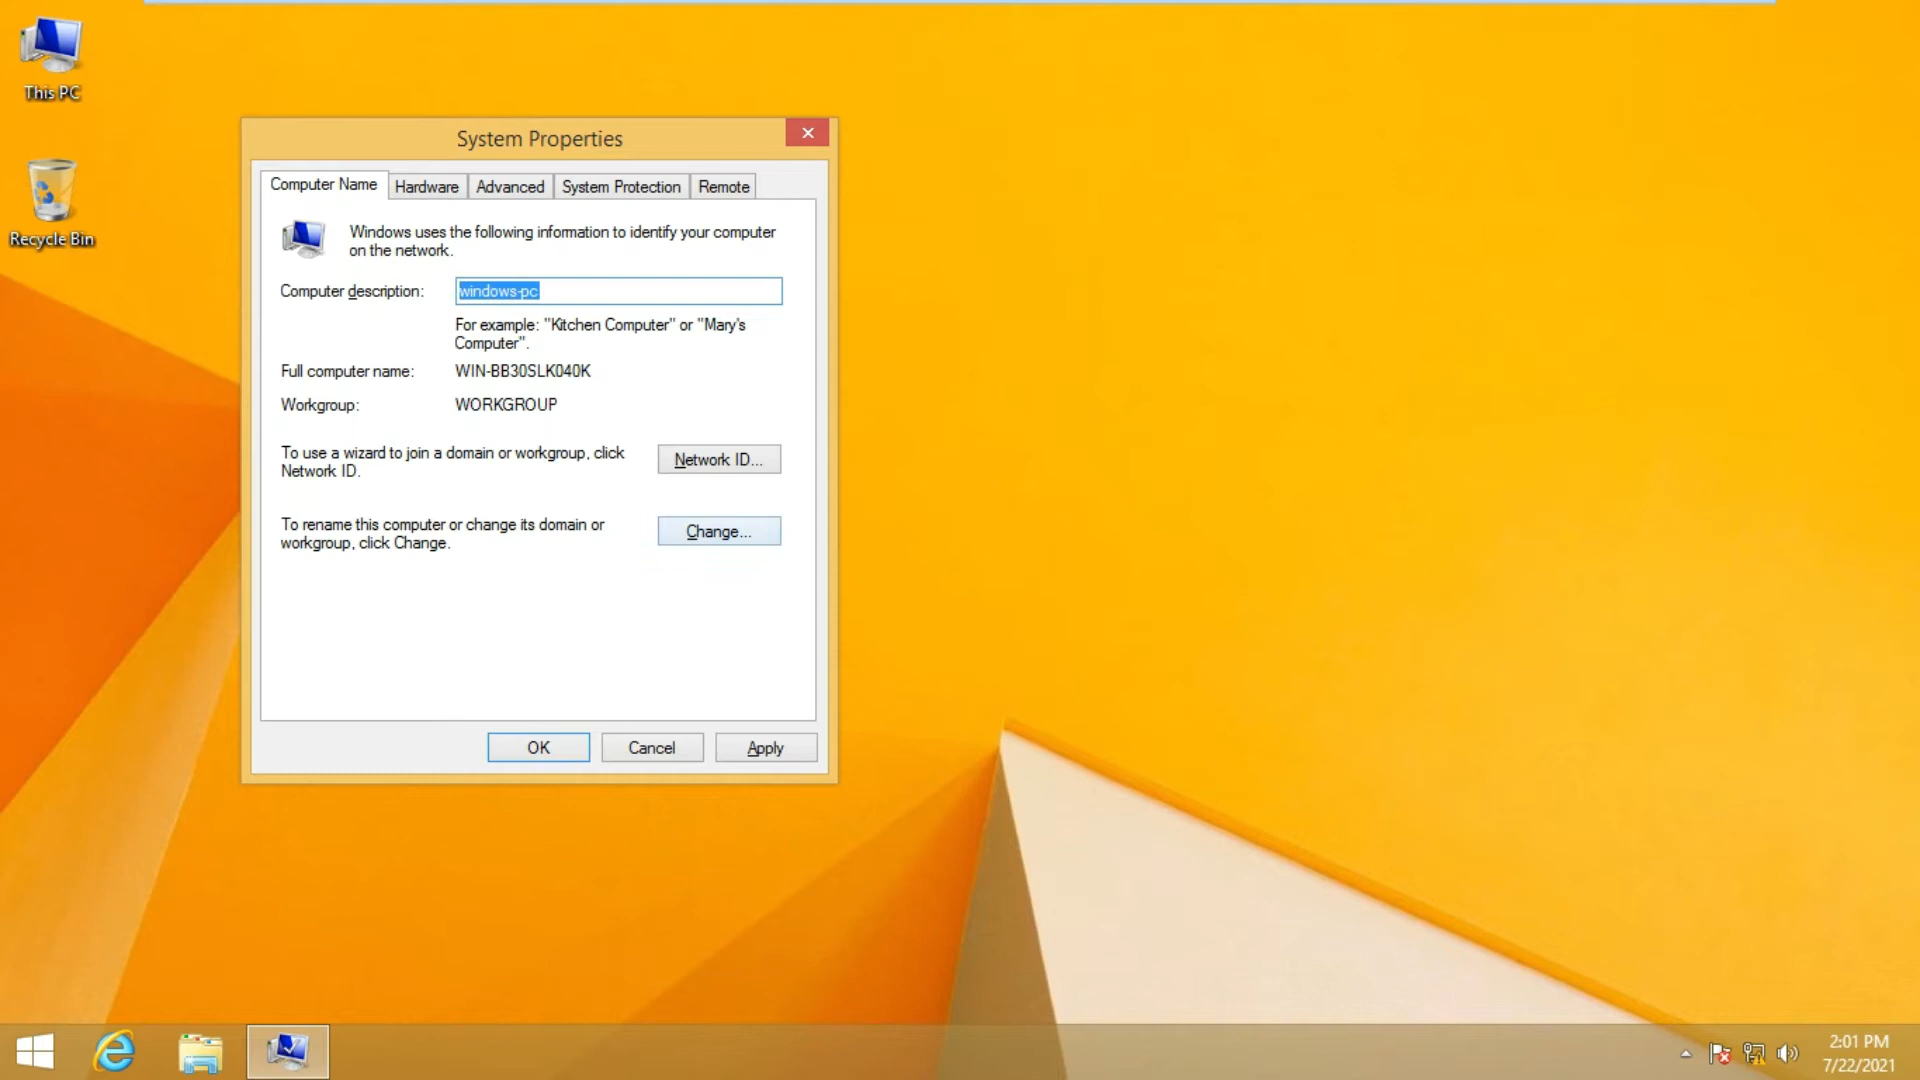 This PC
Recycle Bin
System Properties
Computer Name
Hardware
Advanced
System Protection
Remote
Windows uses the following information to identify your computer
on the network.
Computer description:
windows-pc
For example: "Kitchen Computer" or "Mary's
Computer".
Full computer name:
WIN-BB30SLK040K
Workgroup:
WORKGROUP
To use a wizard to join a domain or workgroup, click
Network ID.
Network ID...
To rename this computer or change its domain or
workgroup, click Change.
Change...
OK
Cancel
Apply
2:01 PM
7/22/2021